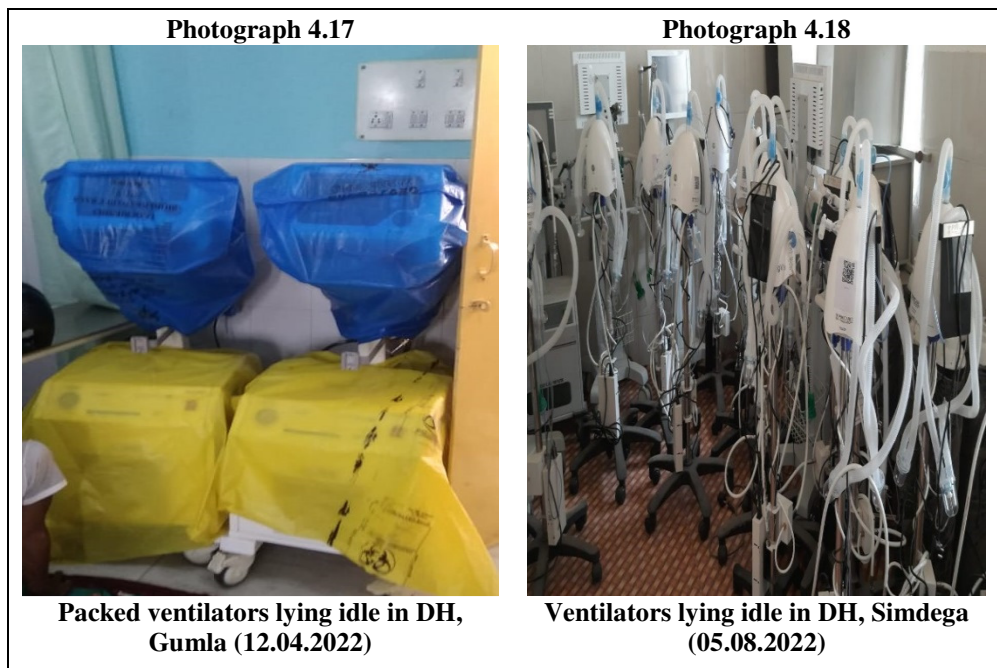 Photograph 4.17
Photograph 4.18
Packed ventilators lying idle in DH,
Gumla (12.04.2022)
Ventilators lying idle in DH, Simdega
(05.08.2022)